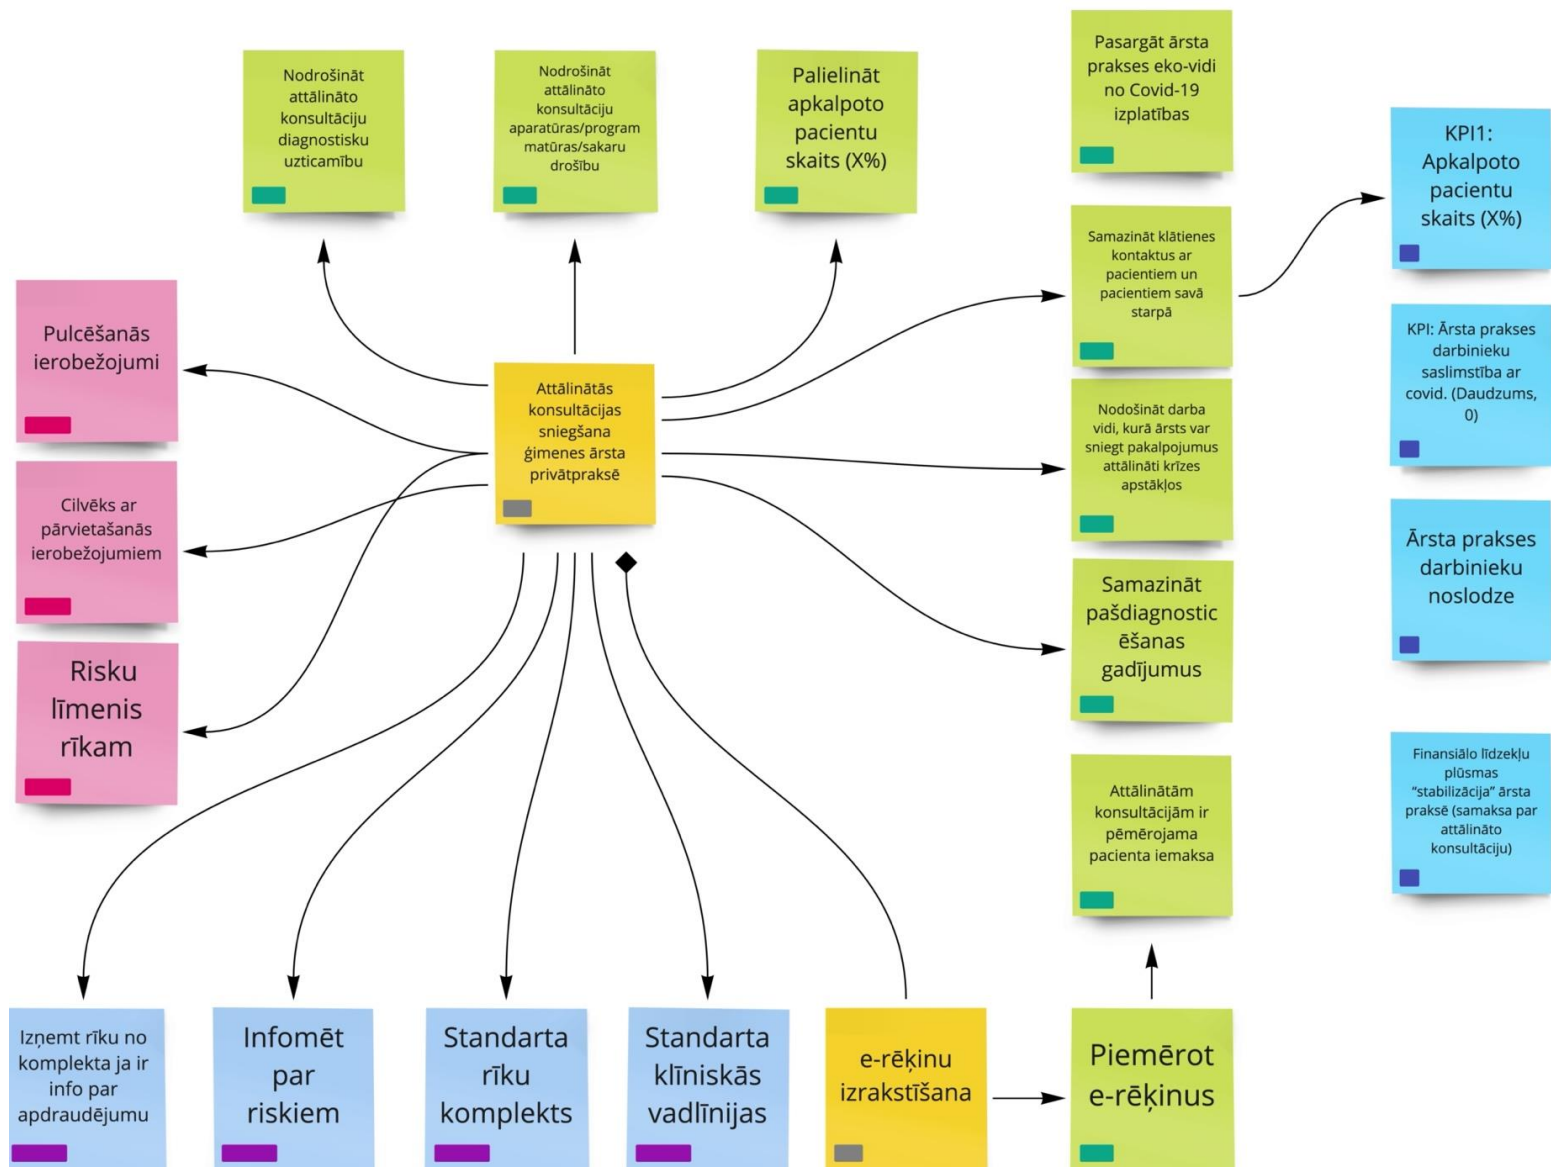 Nodrošināt
attālināto
konsultāciju
diagnostisku
uzticamību
Nodrošināt
attālināto
konsultāciju
aparatūras/program
matūras/sakaru
drošību
Palielināt
apkalpoto
pacientu
skaits (X%)
Pasargāt ārsta
prakses eko-vidi
no Covid-19
izplatības
KPI1:
Apkalpoto
pacientu
skaits (X%)
Samazināt klātienes
kontaktus ar
pacientiem un
pacientiem savā
starpā
Pulcēšanās
ierobežojumi
KPI: Ārsta prakses
darbinieku
saslimstība ar
covid. (Daudzums,
0)
Attālinātās
konsultācijas
sniegšana
ģimenes ārsta
privātpraksē
Nodošināt darba
vidi, kurā ārsts var
sniegt pakalpojumus
attālināti krīzes
apstākļos
Cilvēks ar
pārvietašanās
ierobežojumiem
Ārsta prakses
darbinieku
noslodze
Samazināt
pašdiagnostic
ēšanas
gadījumus
Risku
līmenis
rīkam
Finansiālo līdzekļu
plūsmas
“stabilizācija” ārsta
praksē (samaksa par
attālināto
konsultāciju)
Attālinātām
konsultācijām ir
pēmērojama
pacienta iemaksa
Izņemt rīku no
komplekta ja ir
info par
apdraudējumu
Infomēt
par
riskiem
Standarta
rīku
komplekts
Standarta
klīniskās
vadlīnijas
e-rēķinu
izrakstīšana
Piemērot
e-rēķinus